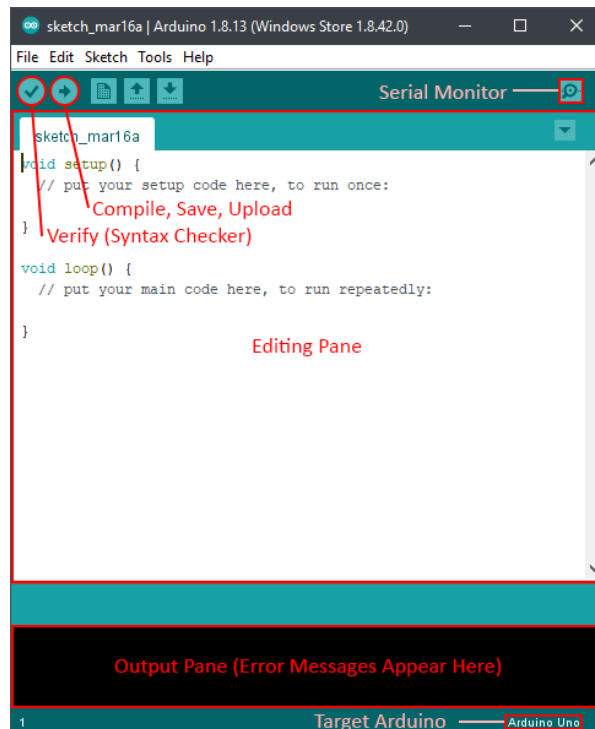 sketch_mar16a | Arduino 1.8.13 (Windows Store 1.8.42.0)
File Edit Sketch Tools Help
Serial Monitor
sketch_mar16a
void setup() {
// put your setup code here, to run once:
Compile, Save, Upload
}
Verify (Syntax Checker)
void loop() {
// put your main code here, to run repeatedly:
}
Editing Pane
Output Pane (Error Messages Appear Here)
1
Target Arduino
Arduino Uno